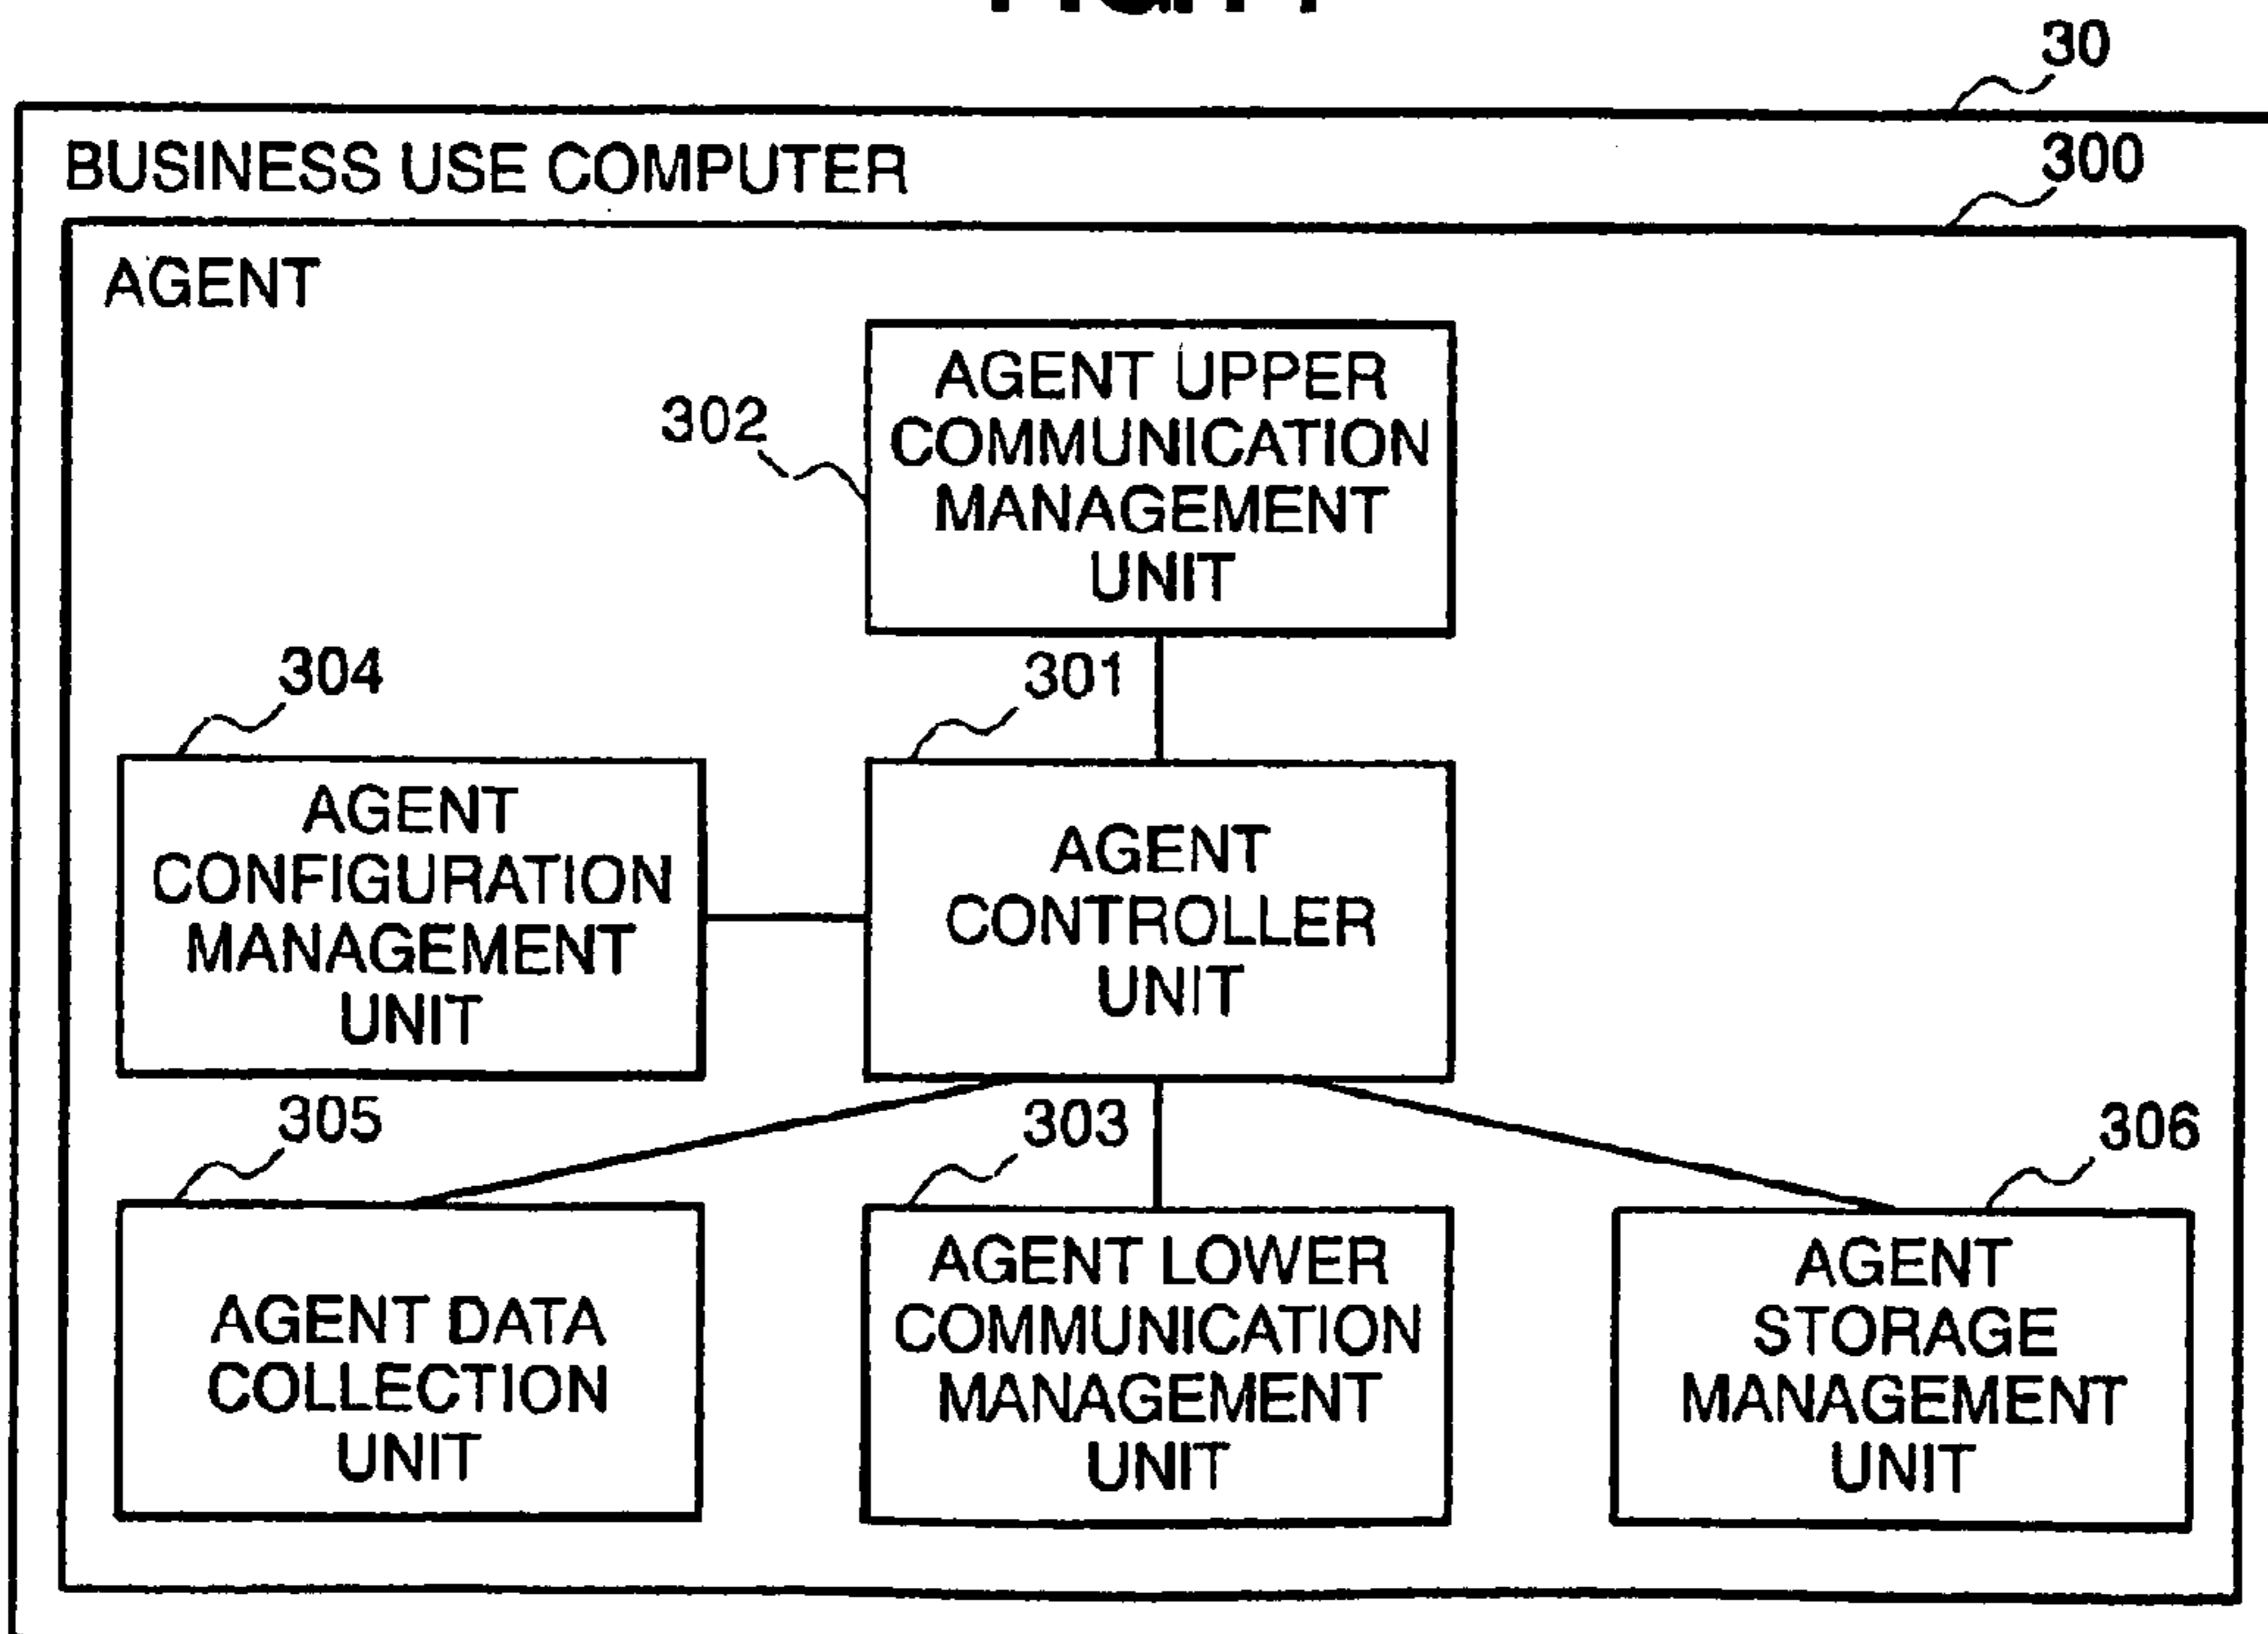 30
BUSINESS USE COMPUTER
300
AGENT
AGENT UPPER
COMMUNICATION
MANAGEMENT
UNIT
302
304
301
AGENT
CONFIGURATION
MANAGEMENT
UNIT
AGENT
CONTROLLER
UNIT
305
303
306
AGENT DATA
COLLECTION
UNIT
AGENT LOWER
COMMUNICATION
MANAGEMENT
UNIT
AGENT
STORAGE
MANAGEMENT
UNIT